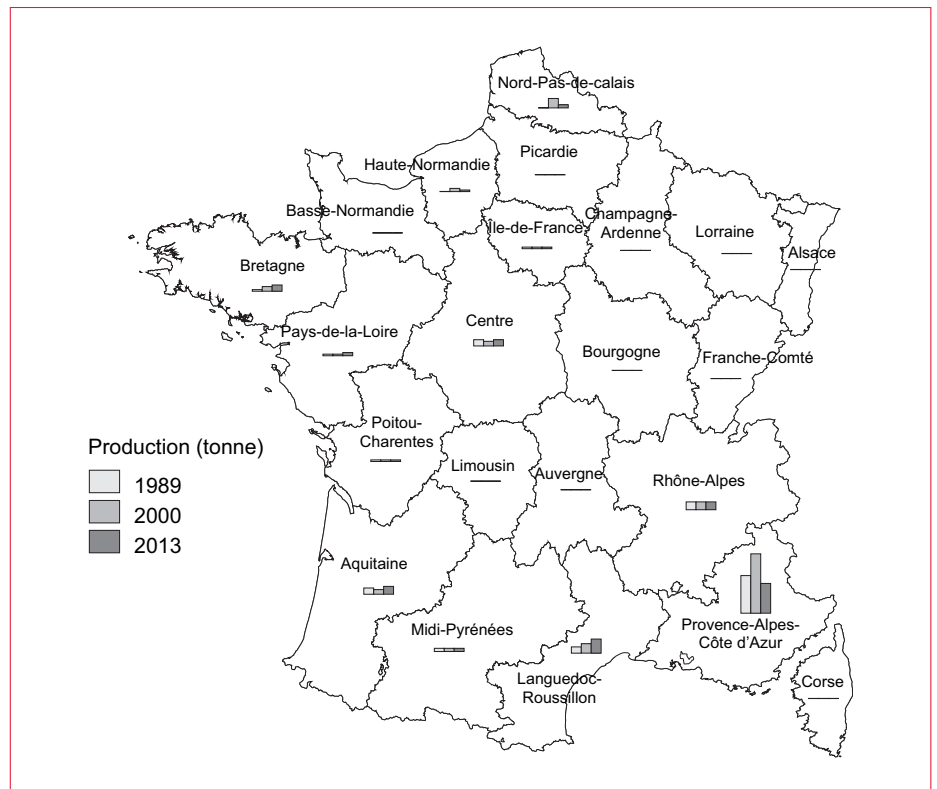 Nord-Pas-de-calais
Picardie
Haute-Normandie
Basse-Normandie
Île-de-France
Champagne-
Ardenne
Lorraine
Alsace
Bretagne
Pays-de-la-Loire
Centre
Bourgogne
Franche-Comté
Poitou-
Charentes
Limousin
Auvergne
Rhône-Alpes
Production (tonne)
1989
2000
2013
Aquitaine
Midi-Pyrénées
Languedoc-
Roussillon
Provence-Alpes-
Côte d’Azur
Corse